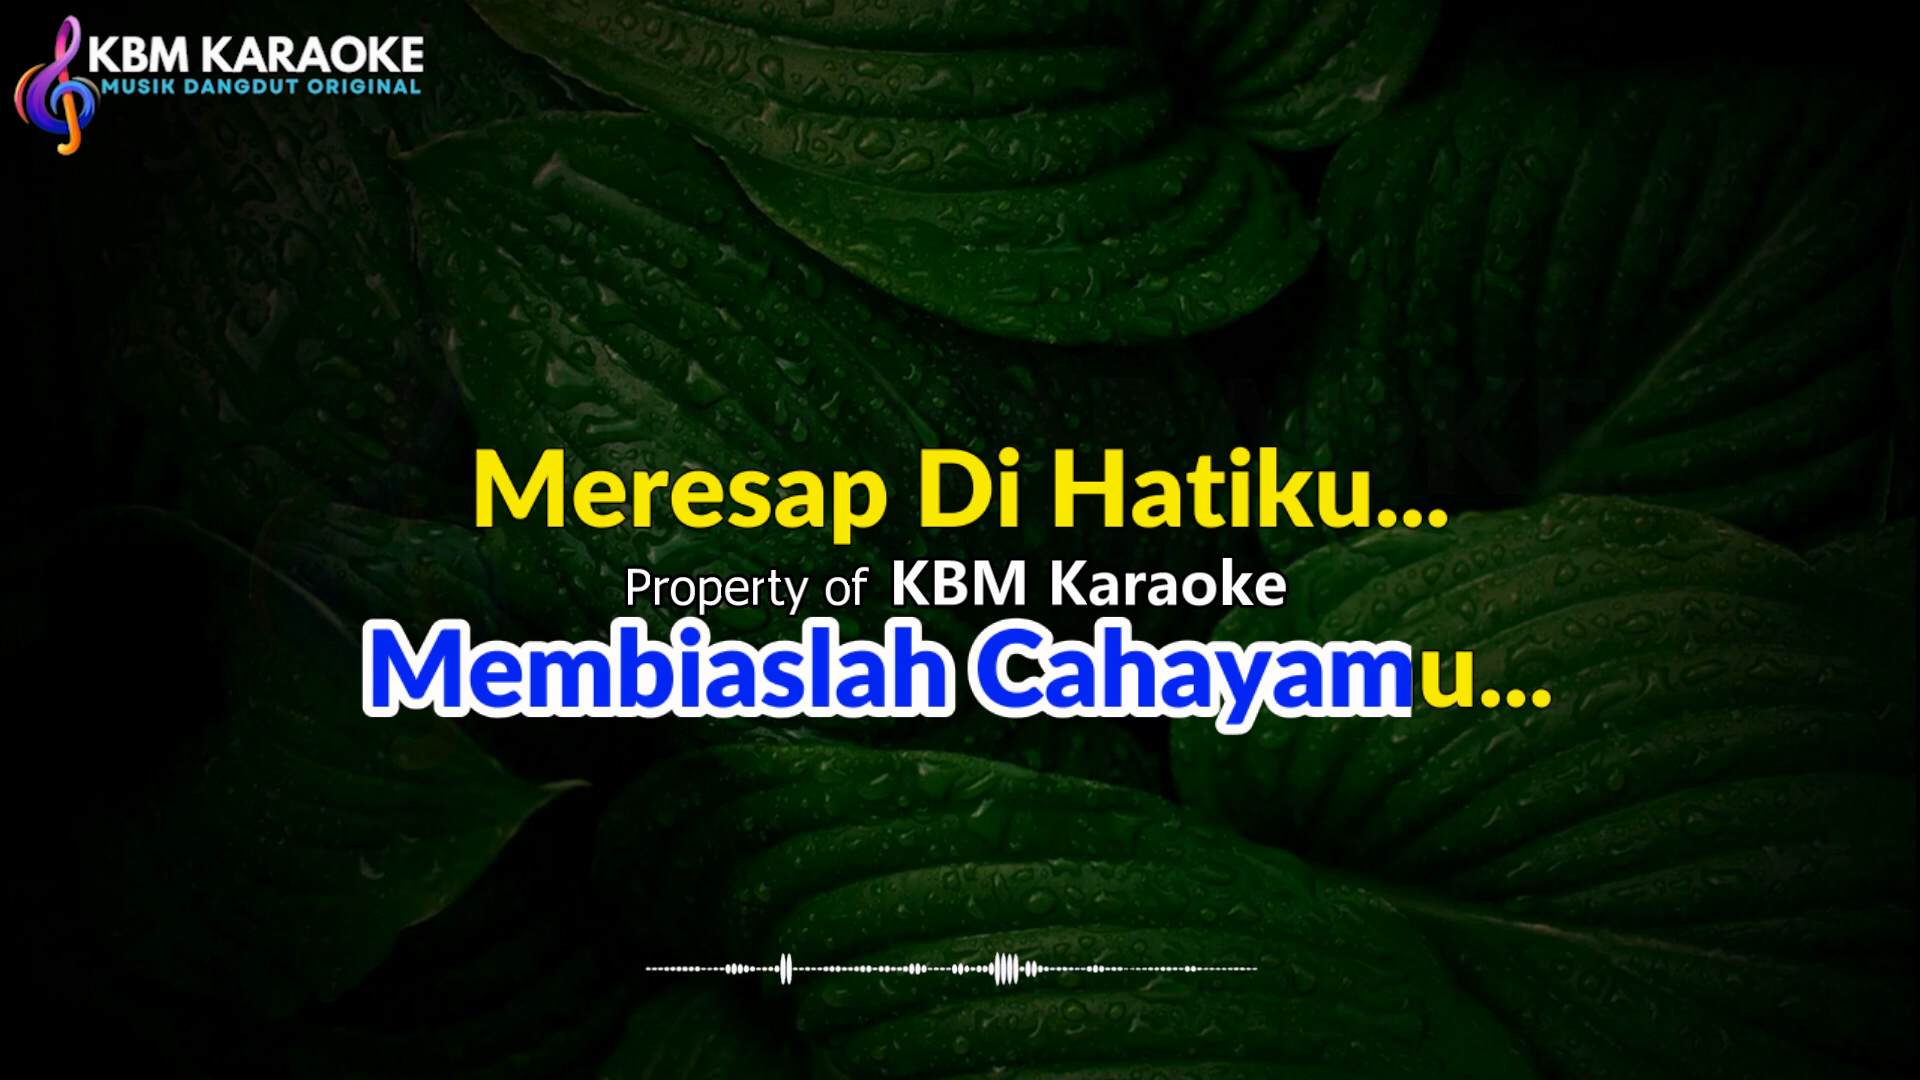 KBM KARAOKE
MUSIK DANGDUT ORIGINAL
Meresap Di Hatiku...
Property of KBM Karaoke
Membiaslah Cahayamu...